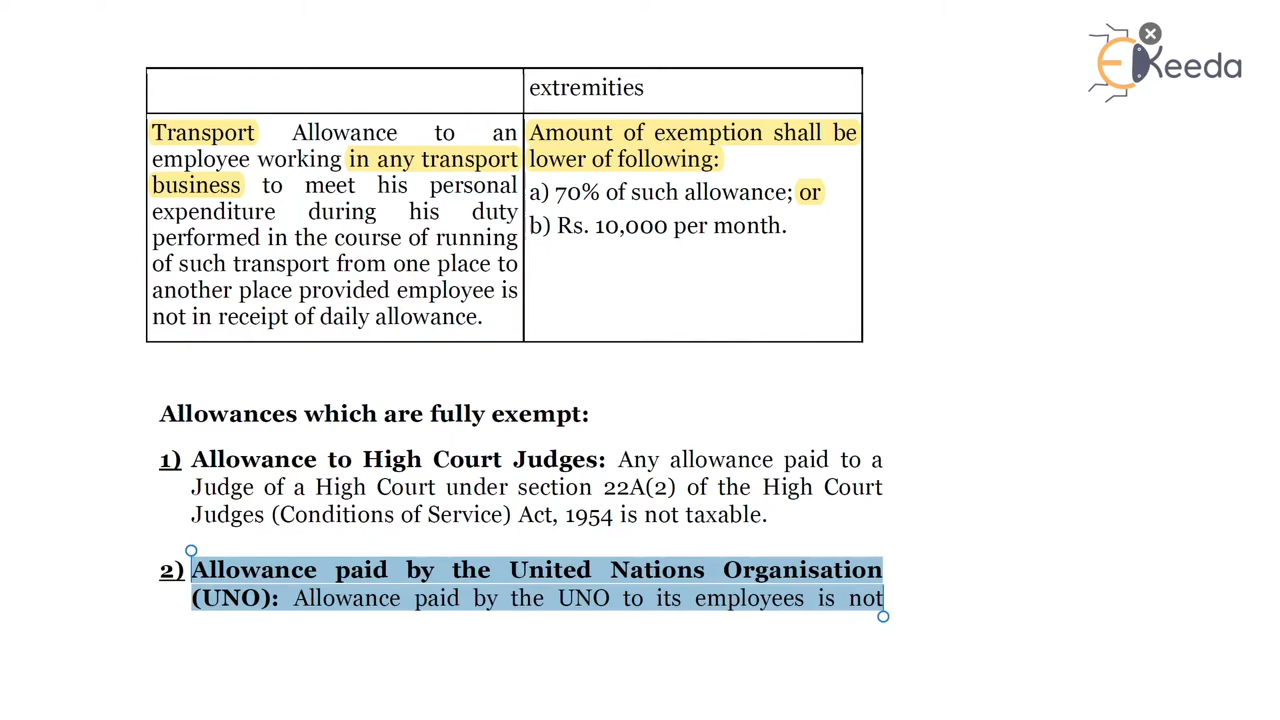 EKeeda
extremities
Transport Allowance to an
employee working in any transport
business to meet his personal
expenditure during his duty
performed in the course of running
of such transport from one place to
another place provided employee is
not in receipt of daily allowance.
Amount of exemption shall be
lower of following:
a) 70% of such allowance; or
b) Rs. 10,000 per month.
Allowances which are fully exempt:
1) Allowance to High Court Judges: Any allowance paid to a
Judge of a High Court under section 22A(2) of the High Court
Judges (Conditions of Service) Act, 1954 is not taxable.
2) Allowance paid by the United Nations Organisation
(UNO): Allowance paid by the UNO to its employees is not